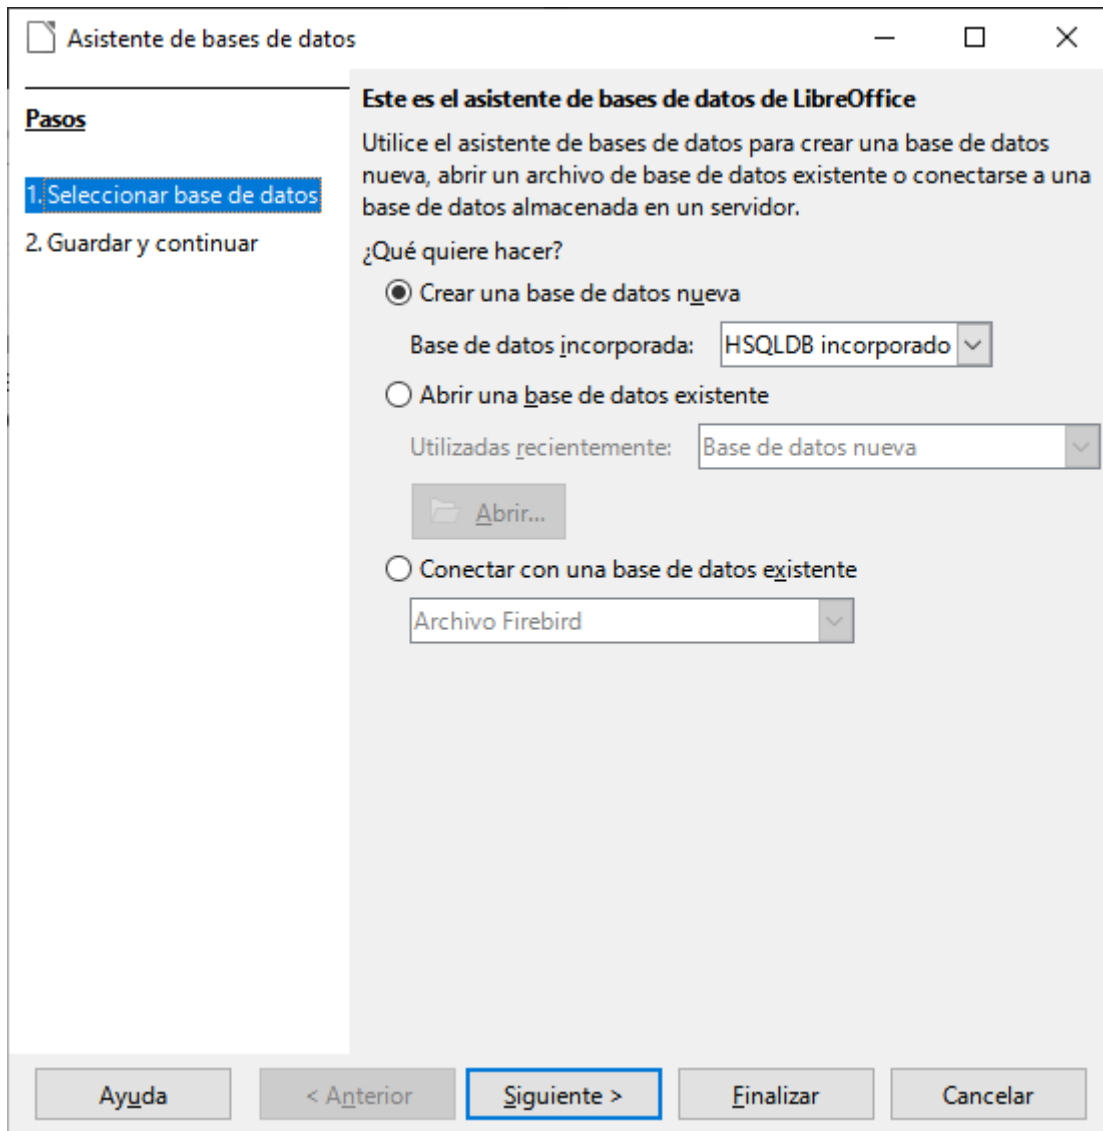 Asistente de bases de datos
Pasos
1. Seleccionar base de datos
2. Guardar y continuar
Este es el asistente de bases de datos de LibreOffice
Utilice el asistente de bases de datos para crear una base de datos
nueva, abrir un archivo de base de datos existente o conectarse a una
base de datos almacenada en un servidor.
¿Qué quiere hacer?
Crear una base de datos nueva
Base de datos incorporada: HSQLDB incorporado
Abrir una base de datos existente
Utilizadas recientemente: Base de datos nueva
Abrir...
Conectar con una base de datos existente
Archivo Firebird
Ayuda < Anterior Siguiente > Finalizar Cancelar